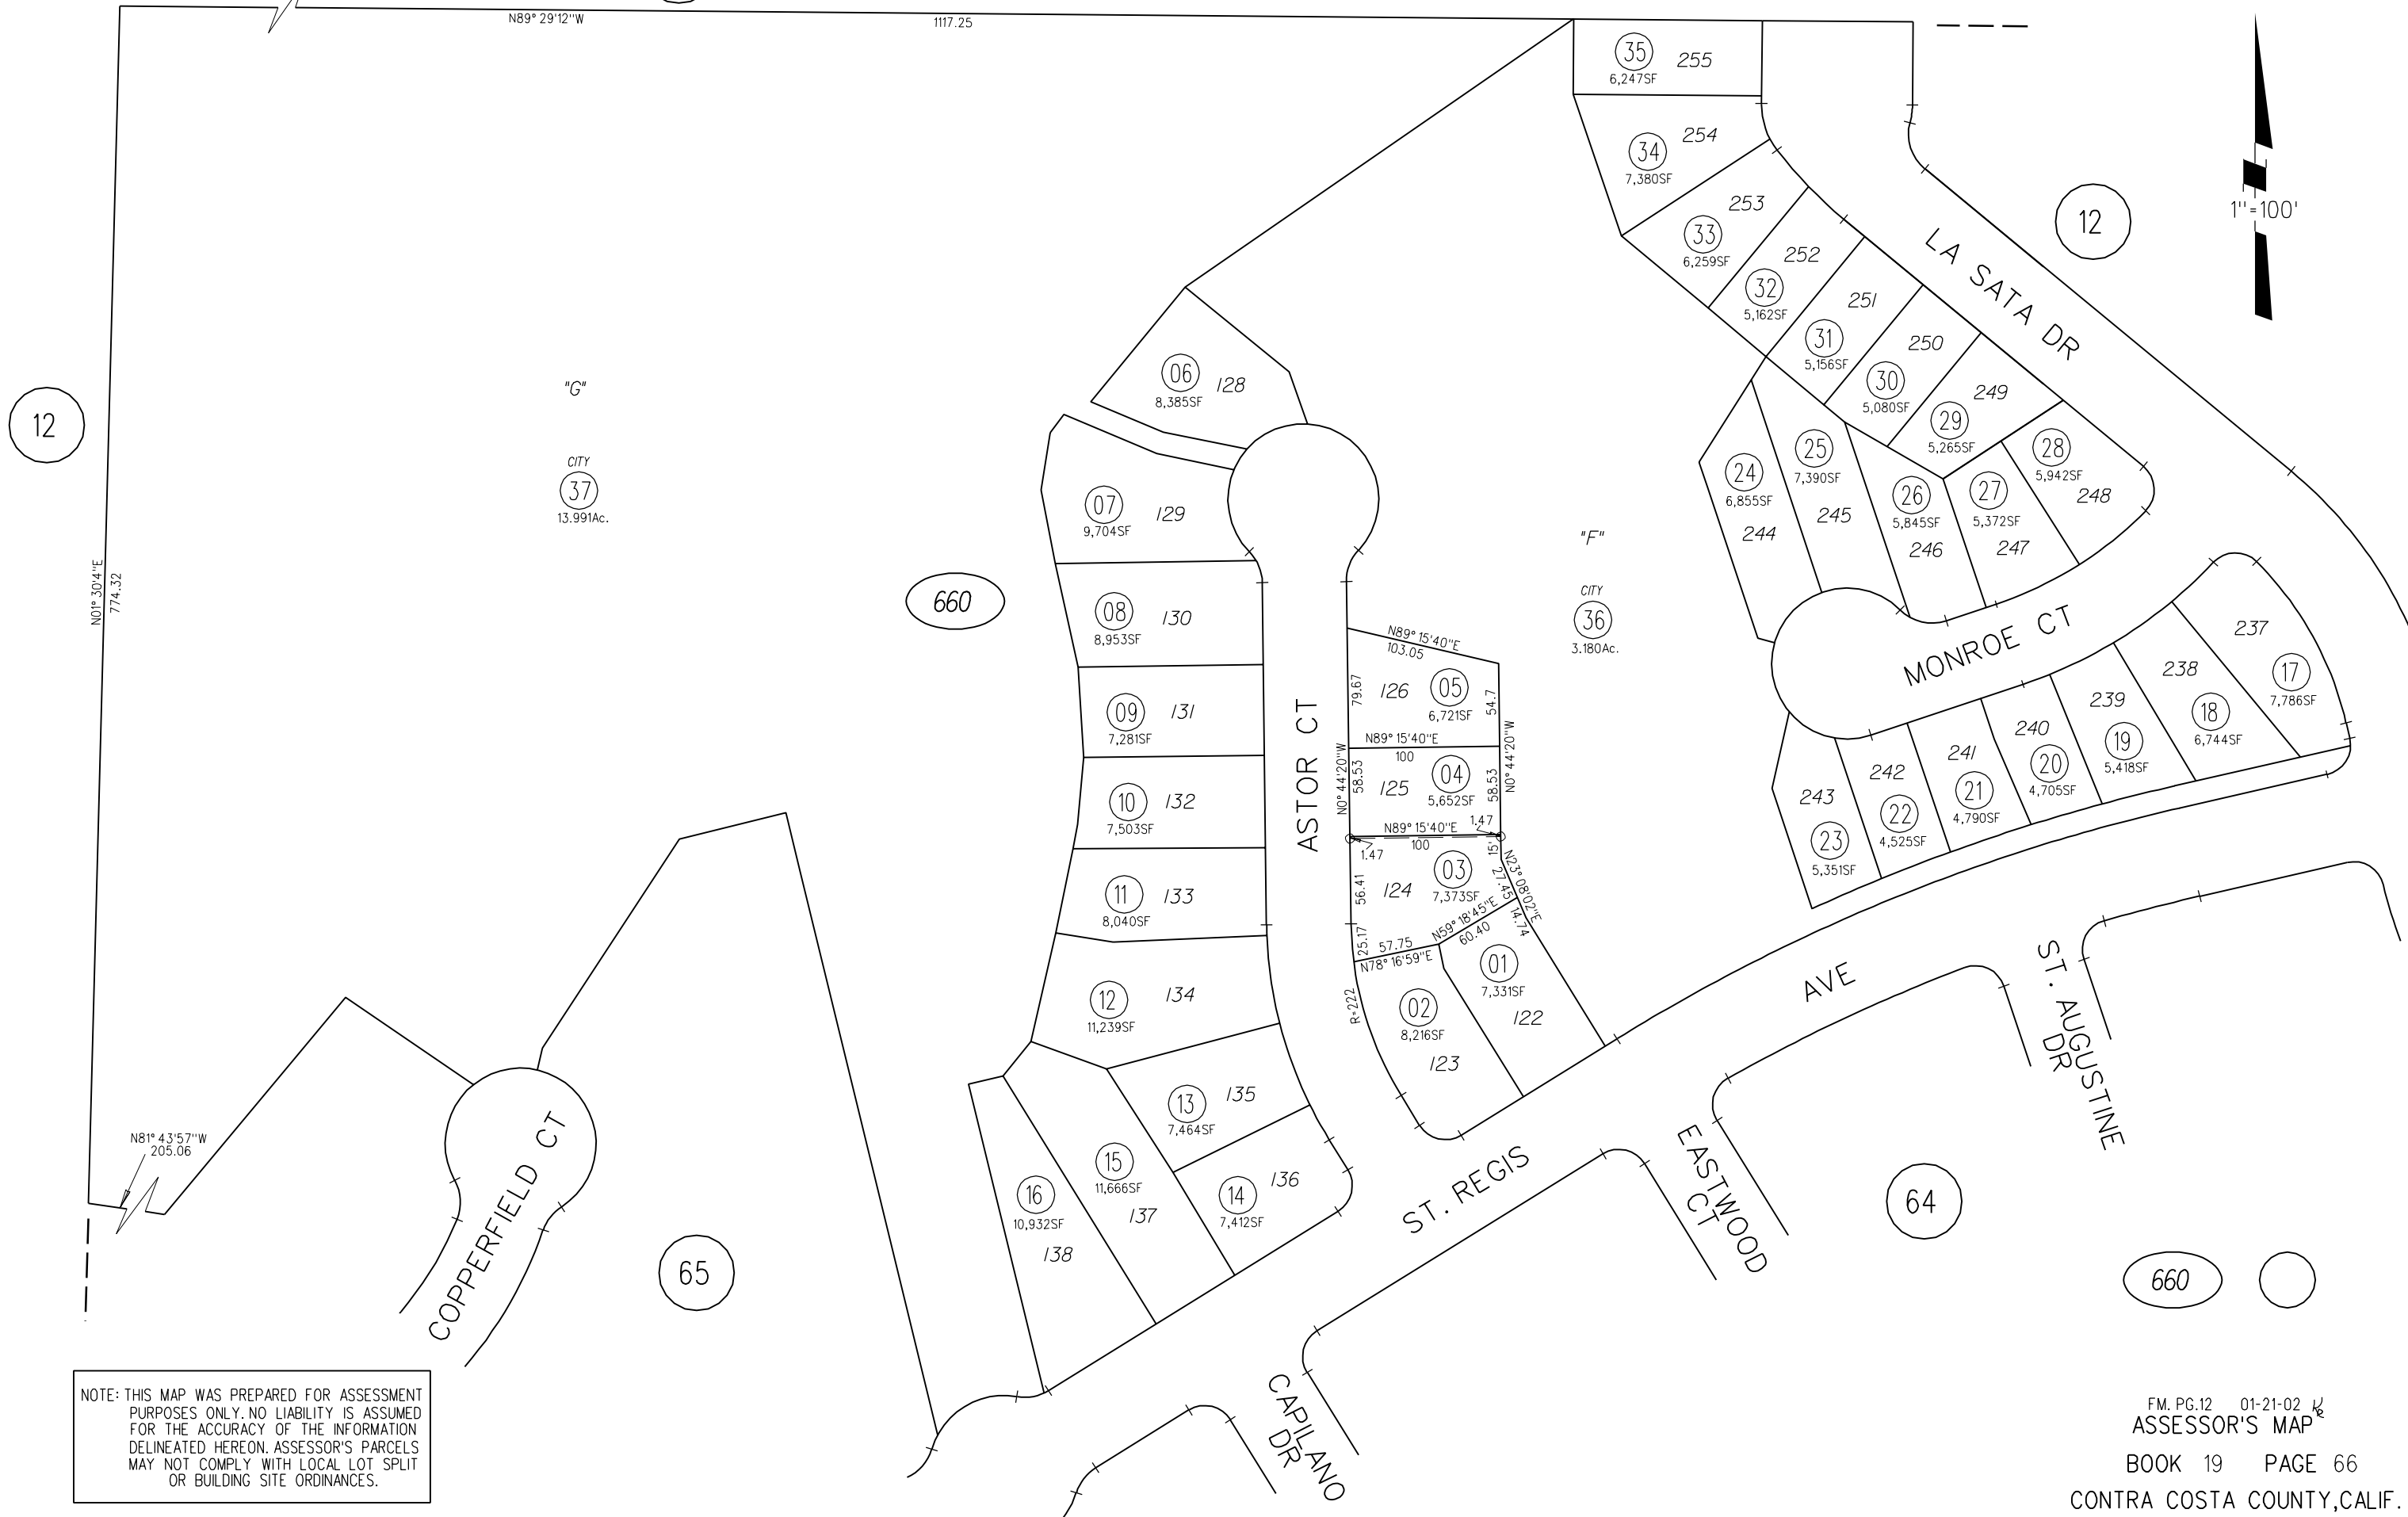 N89° 29'12"W
1117.25
35
255
6,247SF
34
254
7,380SF
33
253
6,259SF
32
252
5,162SF
31
251
5,156SF
30
250
5,080SF
29
249
5,265SF
28
5,942SF
248
LA SATA DR
12
1"=100'
12
"G"
CITY
37
13.991Ac.
N01° 30'4"E
774.32
660
06
128
8,385SF
07
129
9,704SF
08
130
8,953SF
09
131
7,281SF
10
132
7,503SF
11
133
8,040SF
12
134
11,239SF
13
135
7,464SF
14
136
7,412SF
15
11,666SF
137
16
10,932SF
138
ASTOR CT
"F"
CITY
36
3.180Ac.
N89° 15'40"E
103.05
79.67
126
05
6,721SF
54.7
N89° 15'40"E
100
N0° 44'20"W
58.53
125
04
5,652SF
58.53
N0° 44'20"W
N89° 15'40"E
1.47
100
1.47
15'
56.41
124
03
7,373SF
27.45
N23° 08'02"E
14.74
25.17
57.75
N78° 16'59"E
N59° 18'45"E
60.40
R=222
02
8,216SF
123
01
7,331SF
122
24
6,855SF
244
25
7,390SF
245
26
5,845SF
246
27
5,372SF
247
MONROE CT
237
17
7,786SF
238
18
6,744SF
239
19
5,418SF
240
20
4,705SF
241
21
4,790SF
242
22
4,525SF
243
23
5,351SF
ST. REGIS
AVE
ST. AUGUSTINE
DR
EASTWOOD
CT
CAPILANO
DR
COPPERFIELD CT
N81° 43'57"W
205.06
65
64
660
NOTE: THIS MAP WAS PREPARED FOR ASSESSMENT
PURPOSES ONLY. NO LIABILITY IS ASSUMED
FOR THE ACCURACY OF THE INFORMATION
DELINEATED HEREON. ASSESSOR'S PARCELS
MAY NOT COMPLY WITH LOCAL LOT SPLIT
OR BUILDING SITE ORDINANCES.
FM. PG.12 01-21-02
ASSESSOR'S MAP
BOOK 19 PAGE 66
CONTRA COSTA COUNTY,CALIF.